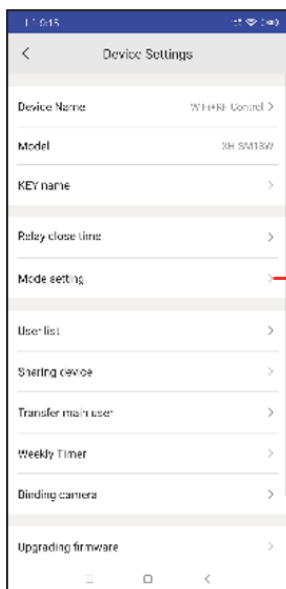 Device Settings
Device Name WiFi+RF Control
Model
KEY name
Relay close time
Mode setting
User list
Sharing device
Transfer main user
Weekly Timer
Binding camera
Upgrading firmware